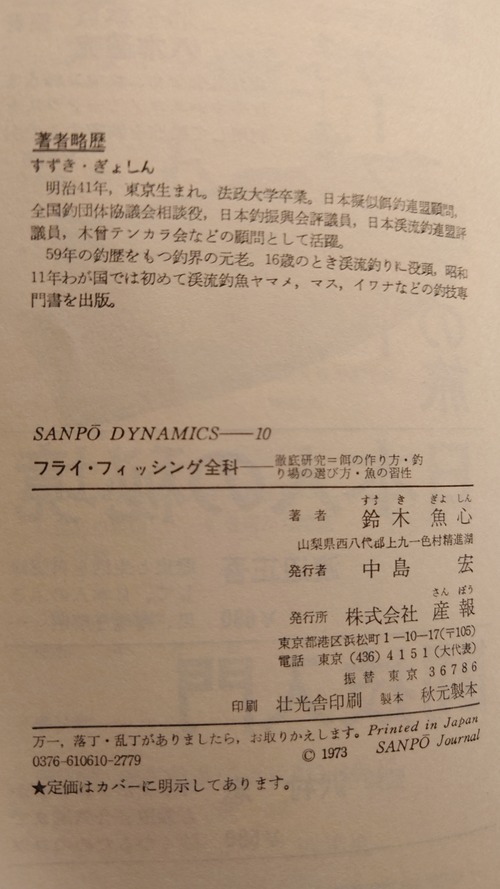 著者略歴
すずき・ぎょしん
明治41年，東京生まれ。法政大学卒業。日本擬似餌釣連盟顧問，
全国釣団体協議会相談役，日本釣振興会評議員，日本渓流釣連盟評
議員，木曽テンカラ会などの顧問として活躍。
59年の釣歴をもつ釣界の元老。16歳のとき渓流釣りに没頭，昭和
11年わが国では初めて渓流釣魚ヤマメ，マス，イワナなどの釣技専
門書を出版。
SANPŌ DYNAMICS——10
フライ・フィッシング全科——徹底研究＝餌の作り方・釣
り場の選び方・魚の習性
すずき ぎょしん
著者 鈴木魚心
山梨県西八代郡上九一色村精進湖
発行者 中島宏
さんぽう
発行所 株式会社 産報
東京都港区浜松町1－10－17(〒105)
電話 東京 (436) 4151(大代表)
振替 東京 36786
印刷 壮光舎印刷 製本 秋元製本
万一，落丁・乱丁がありましたら，お取りかえします。 Printed in Japan
0376-610610-2779 © 1973 SANPŌ Journal
★定価はカバーに明示してあります。